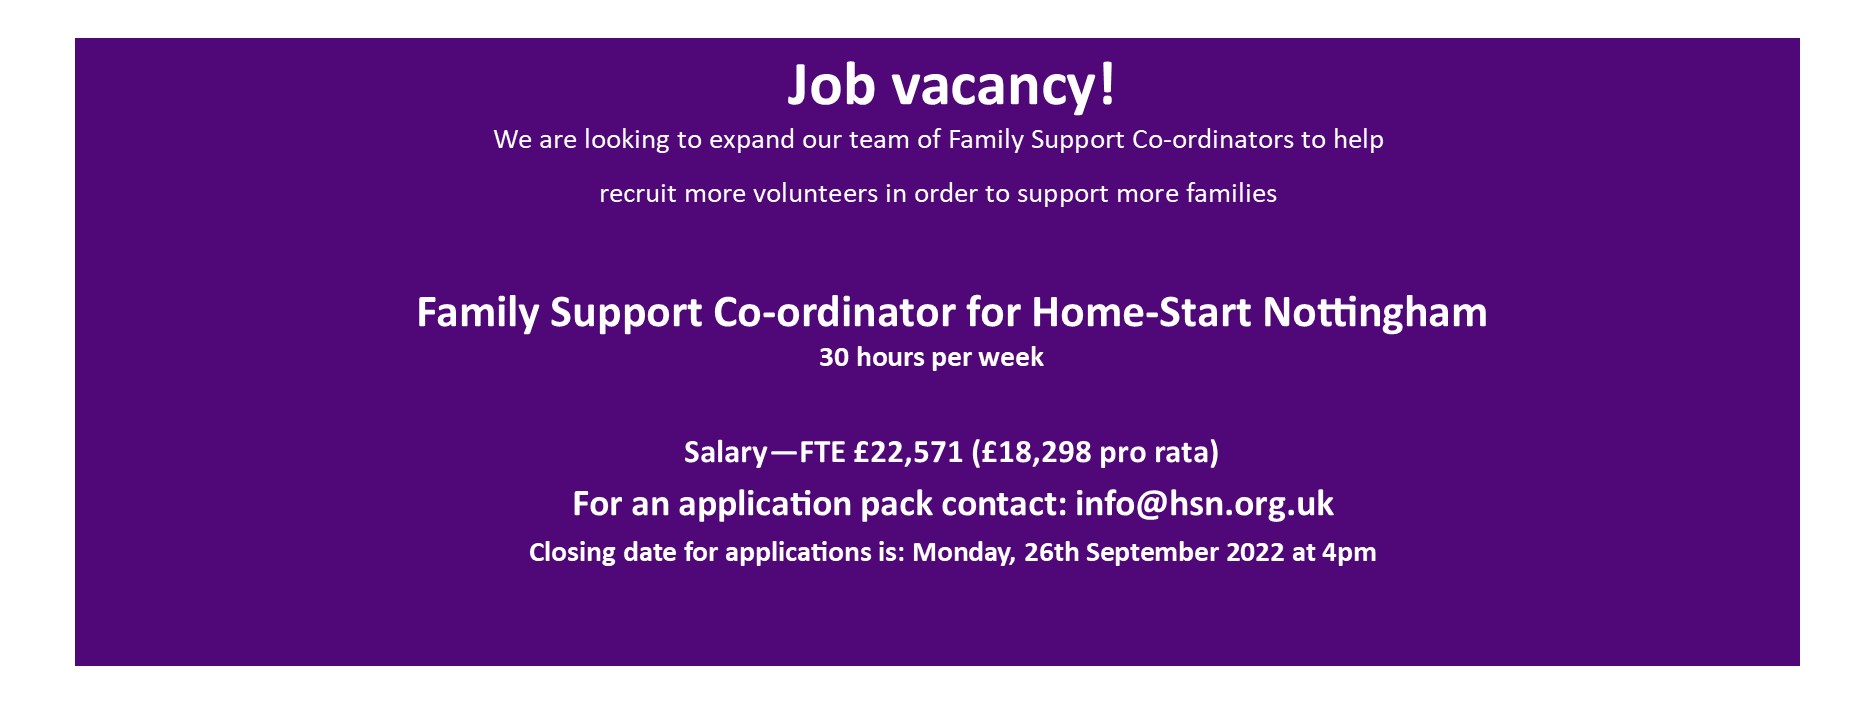 Job vacancy!
We are looking to expand our team of Family Support Co-ordinators to help
recruit more volunteers in order to support more families
Family Support Co-ordinator for Home-Start Nottingham
30 hours per week
Salary—FTE £22,571 (£18,298 pro rata)
For an application pack contact: info@hsn.org.uk
Closing date for applications is: Monday, 26th September 2022 at 4pm